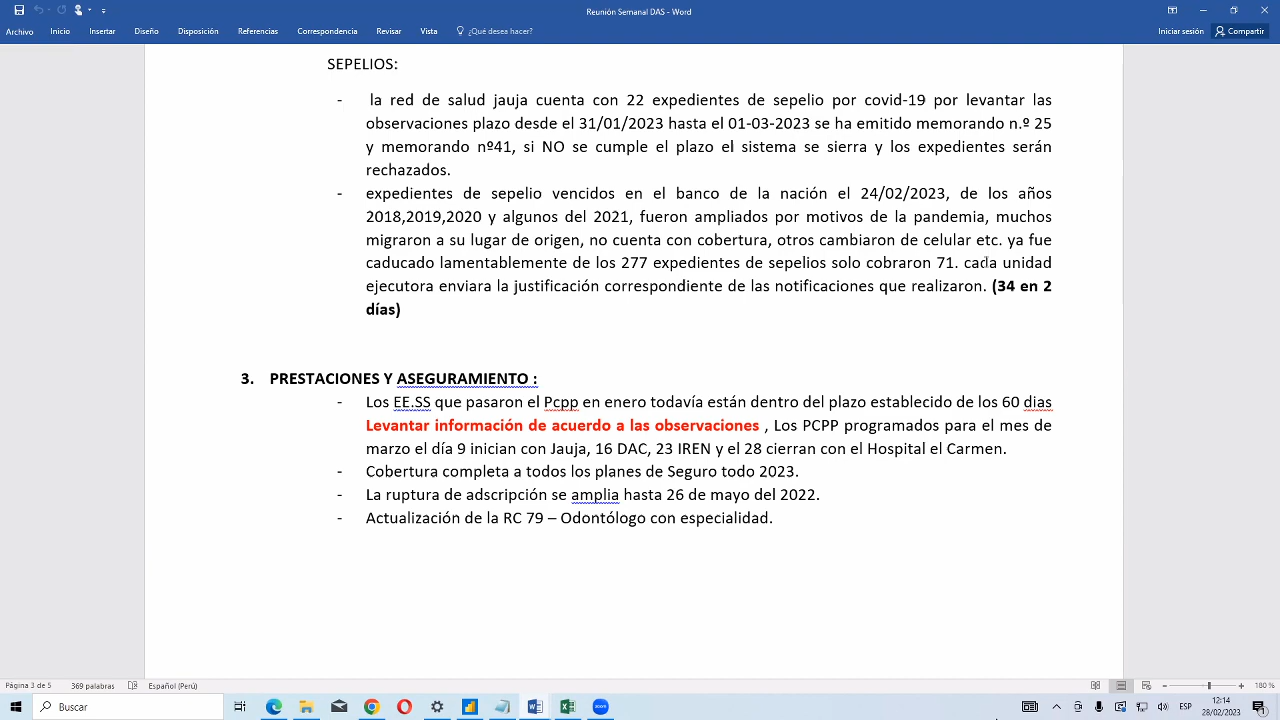 Reunión Semanal DAS - Word
Archivo Inicio Insertar Diseño Disposición Referencias Correspondencia Revisar Vista ¿Qué desea hacer? Iniciar sesión Compartir
SEPELIOS:
- la red de salud jauja cuenta con 22 expedientes de sepelio por covid-19 por levantar las
observaciones plazo desde el 31/01/2023 hasta el 01-03-2023 se ha emitido memorando n.º 25
y memorando nº41, si NO se cumple el plazo el sistema se sierra y los expedientes serán
rechazados.
- expedientes de sepelio vencidos en el banco de la nación el 24/02/2023, de los años
2018,2019,2020 y algunos del 2021, fueron ampliados por motivos de la pandemia, muchos
migraron a su lugar de origen, no cuenta con cobertura, otros cambiaron de celular etc. ya fue
caducado lamentablemente de los 277 expedientes de sepelios solo cobraron 71. cada unidad
ejecutora enviara la justificación correspondiente de las notificaciones que realizaron. (34 en 2
días)
3. PRESTACIONES Y ASEGURAMIENTO :
- Los EE.SS que pasaron el Pcpp en enero todavía están dentro del plazo establecido de los 60 dias
Levantar información de acuerdo a las observaciones , Los PCPP programados para el mes de
marzo el día 9 inician con Jauja, 16 DAC, 23 IREN y el 28 cierran con el Hospital el Carmen.
- Cobertura completa a todos los planes de Seguro todo 2023.
- La ruptura de adscripción se amplia hasta 26 de mayo del 2022.
- Actualización de la RC 79 – Odontólogo con especialidad.
Página 3 de 5 369 palabras Español (Perú) 180 %
Buscar zoom ESP 12:14
28/02/2023